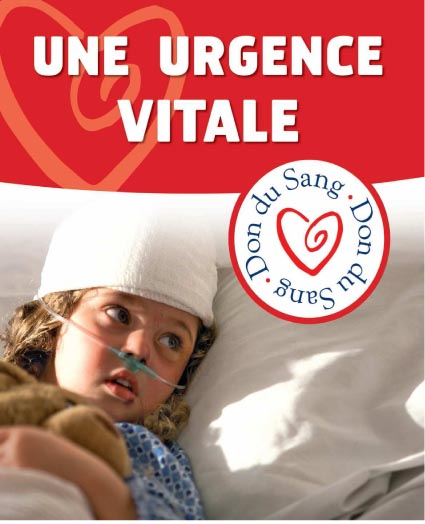 UNE URGENCE
VITALE
Don du Sang · Don du Sang ·